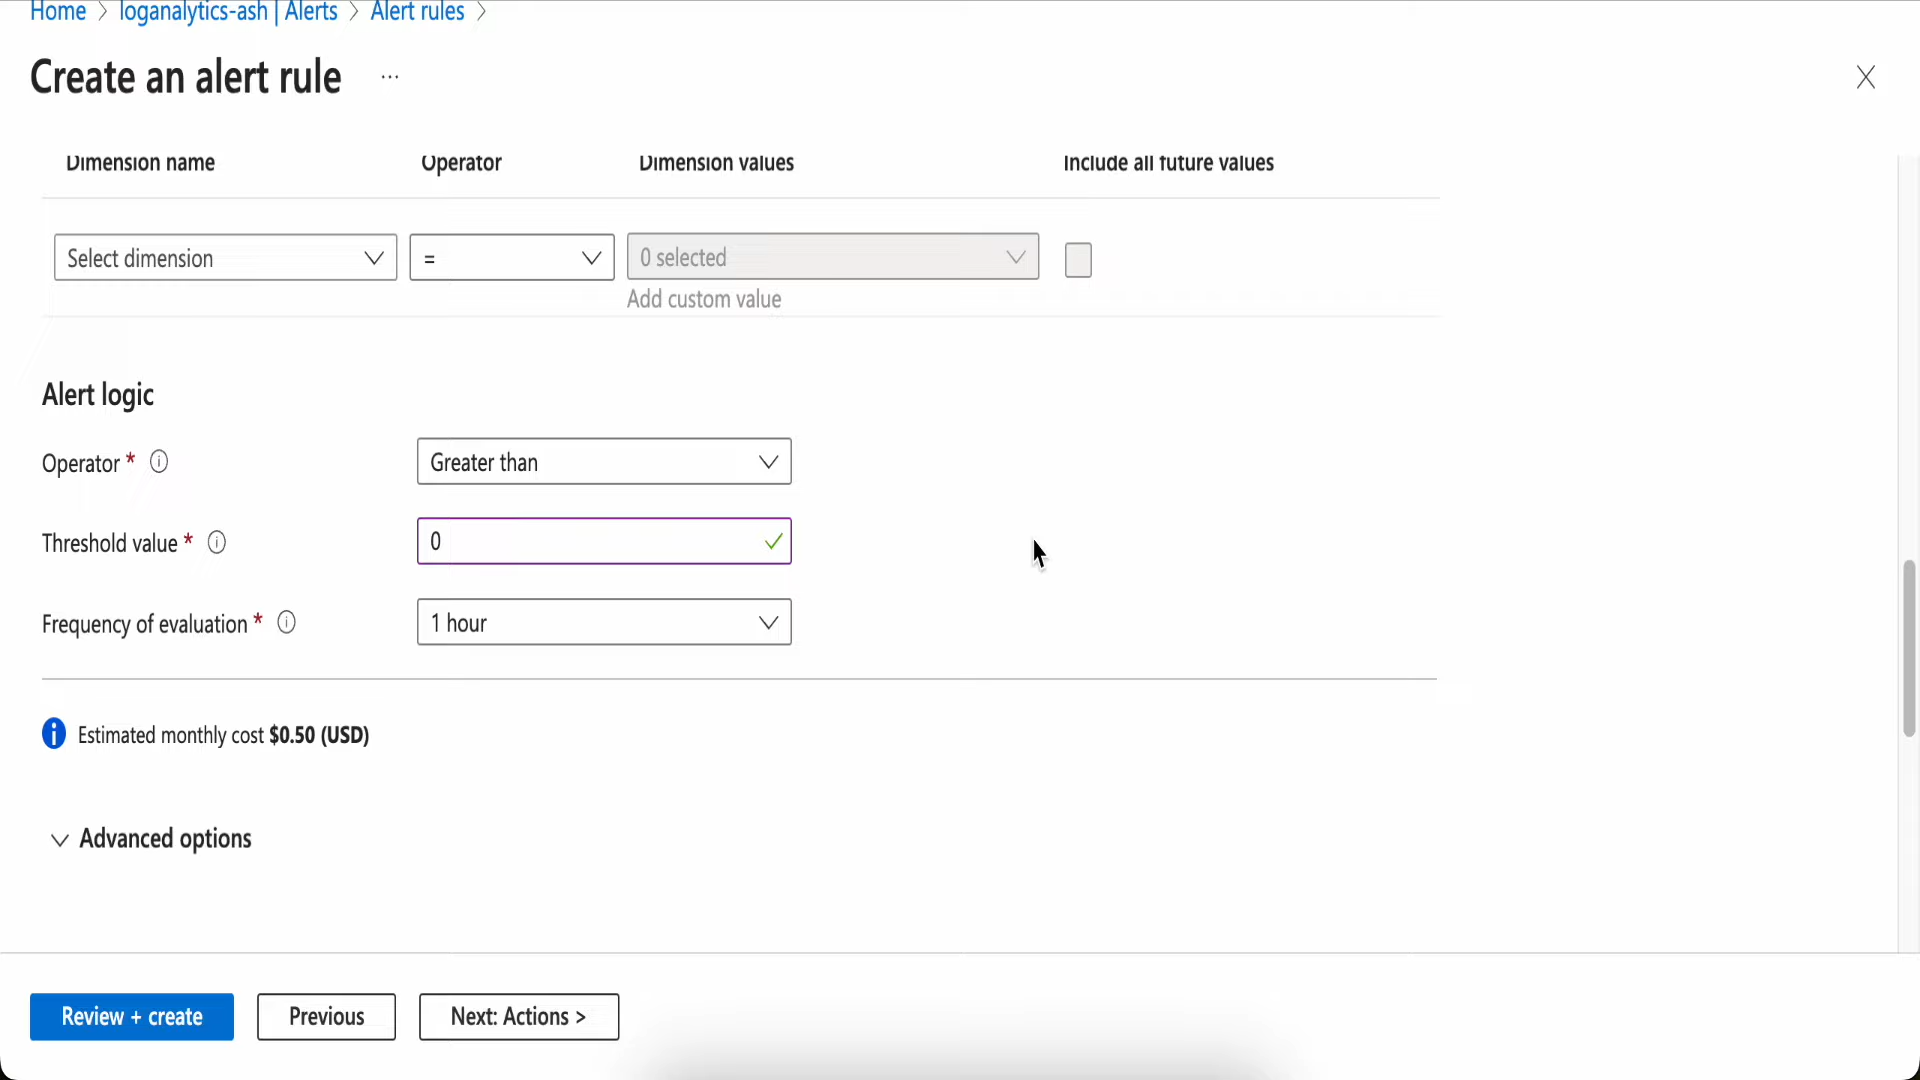 Home > loganalytics-ash | Alerts > Alert rules >
Create an alert rule ...
Dimension name Operator Dimension values Include all future values
Select dimension = 0 selected
Add custom value
Alert logic
Operator * Greater than
Threshold value * 0
Frequency of evaluation * 1 hour
Estimated monthly cost $0.50 (USD)
Advanced options
Review + create Previous Next: Actions >